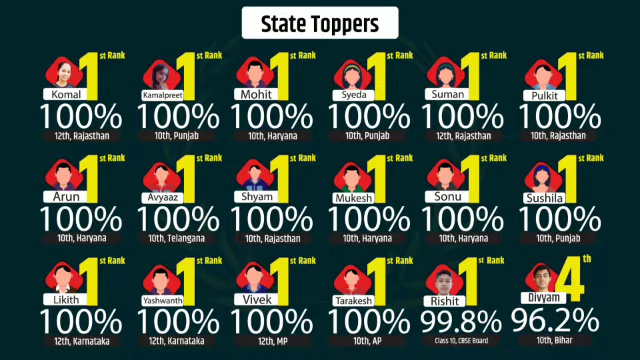 State Toppers
1st Rank
Komal
100%
12th, Rajasthan
1st Rank
Kamalpreet
100%
10th, Punjab
1st Rank
Mohit
100%
10th, Haryana
1st Rank
Syeda
100%
10th, Punjab
1st Rank
Suman
100%
12th, Rajasthan
1st Rank
Pulkit
100%
10th, Rajasthan
1st Rank
Arun
100%
10th, Haryana
1st Rank
Avyaaz
100%
10th, Telangana
1st Rank
Shyam
100%
10th, Rajasthan
1st Rank
Mukesh
100%
10th, Haryana
1st Rank
Sonu
100%
10th, Haryana
1st Rank
Sushila
100%
10th, Punjab
1st Rank
Likith
100%
12th, Karnataka
1st Rank
Yashwanth
100%
12th, Karnataka
1st Rank
Vivek
100%
12th, MP
1st Rank
Tarakesh
100%
10th, AP
1st Rank
Rishit
99.8%
Class 10, CBSE Board
4th
Divyam
96.2%
10th, Bihar